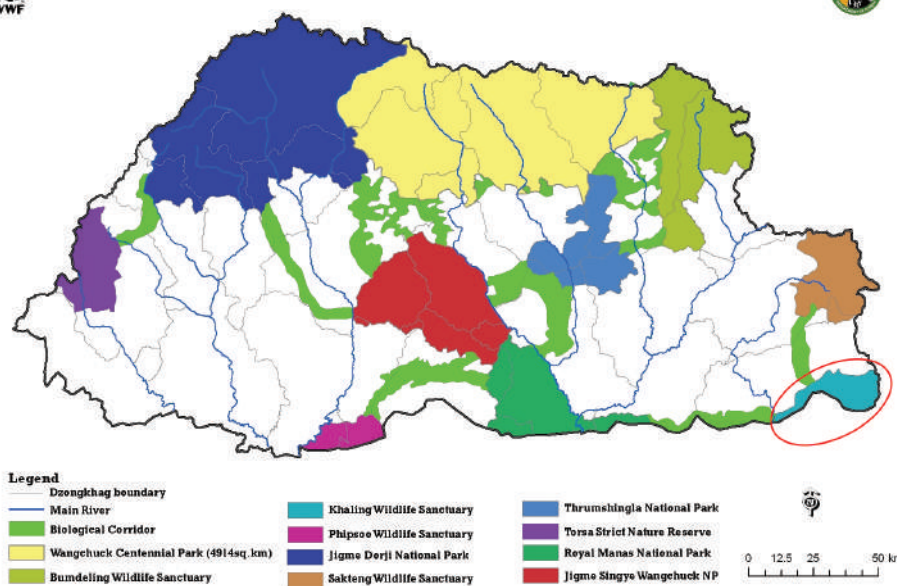 WWF
Legend
Dzongkhag boundary
Main River
Biological Corridor
Wangchuck Centennial Park (4914sq.km)
Bumdeling Wildlife Sanctuary
Khaling Wildlife Sanctuary
Phipsoo Wildlife Sanctuary
Jigme Dorji National Park
Sakteng Wildlife Sanctuary
Thrumshingla National Park
Torsa Strict Nature Reserve
Royal Manas National Park
Jigme Singye Wangchuck NP
0 12.5 25 50